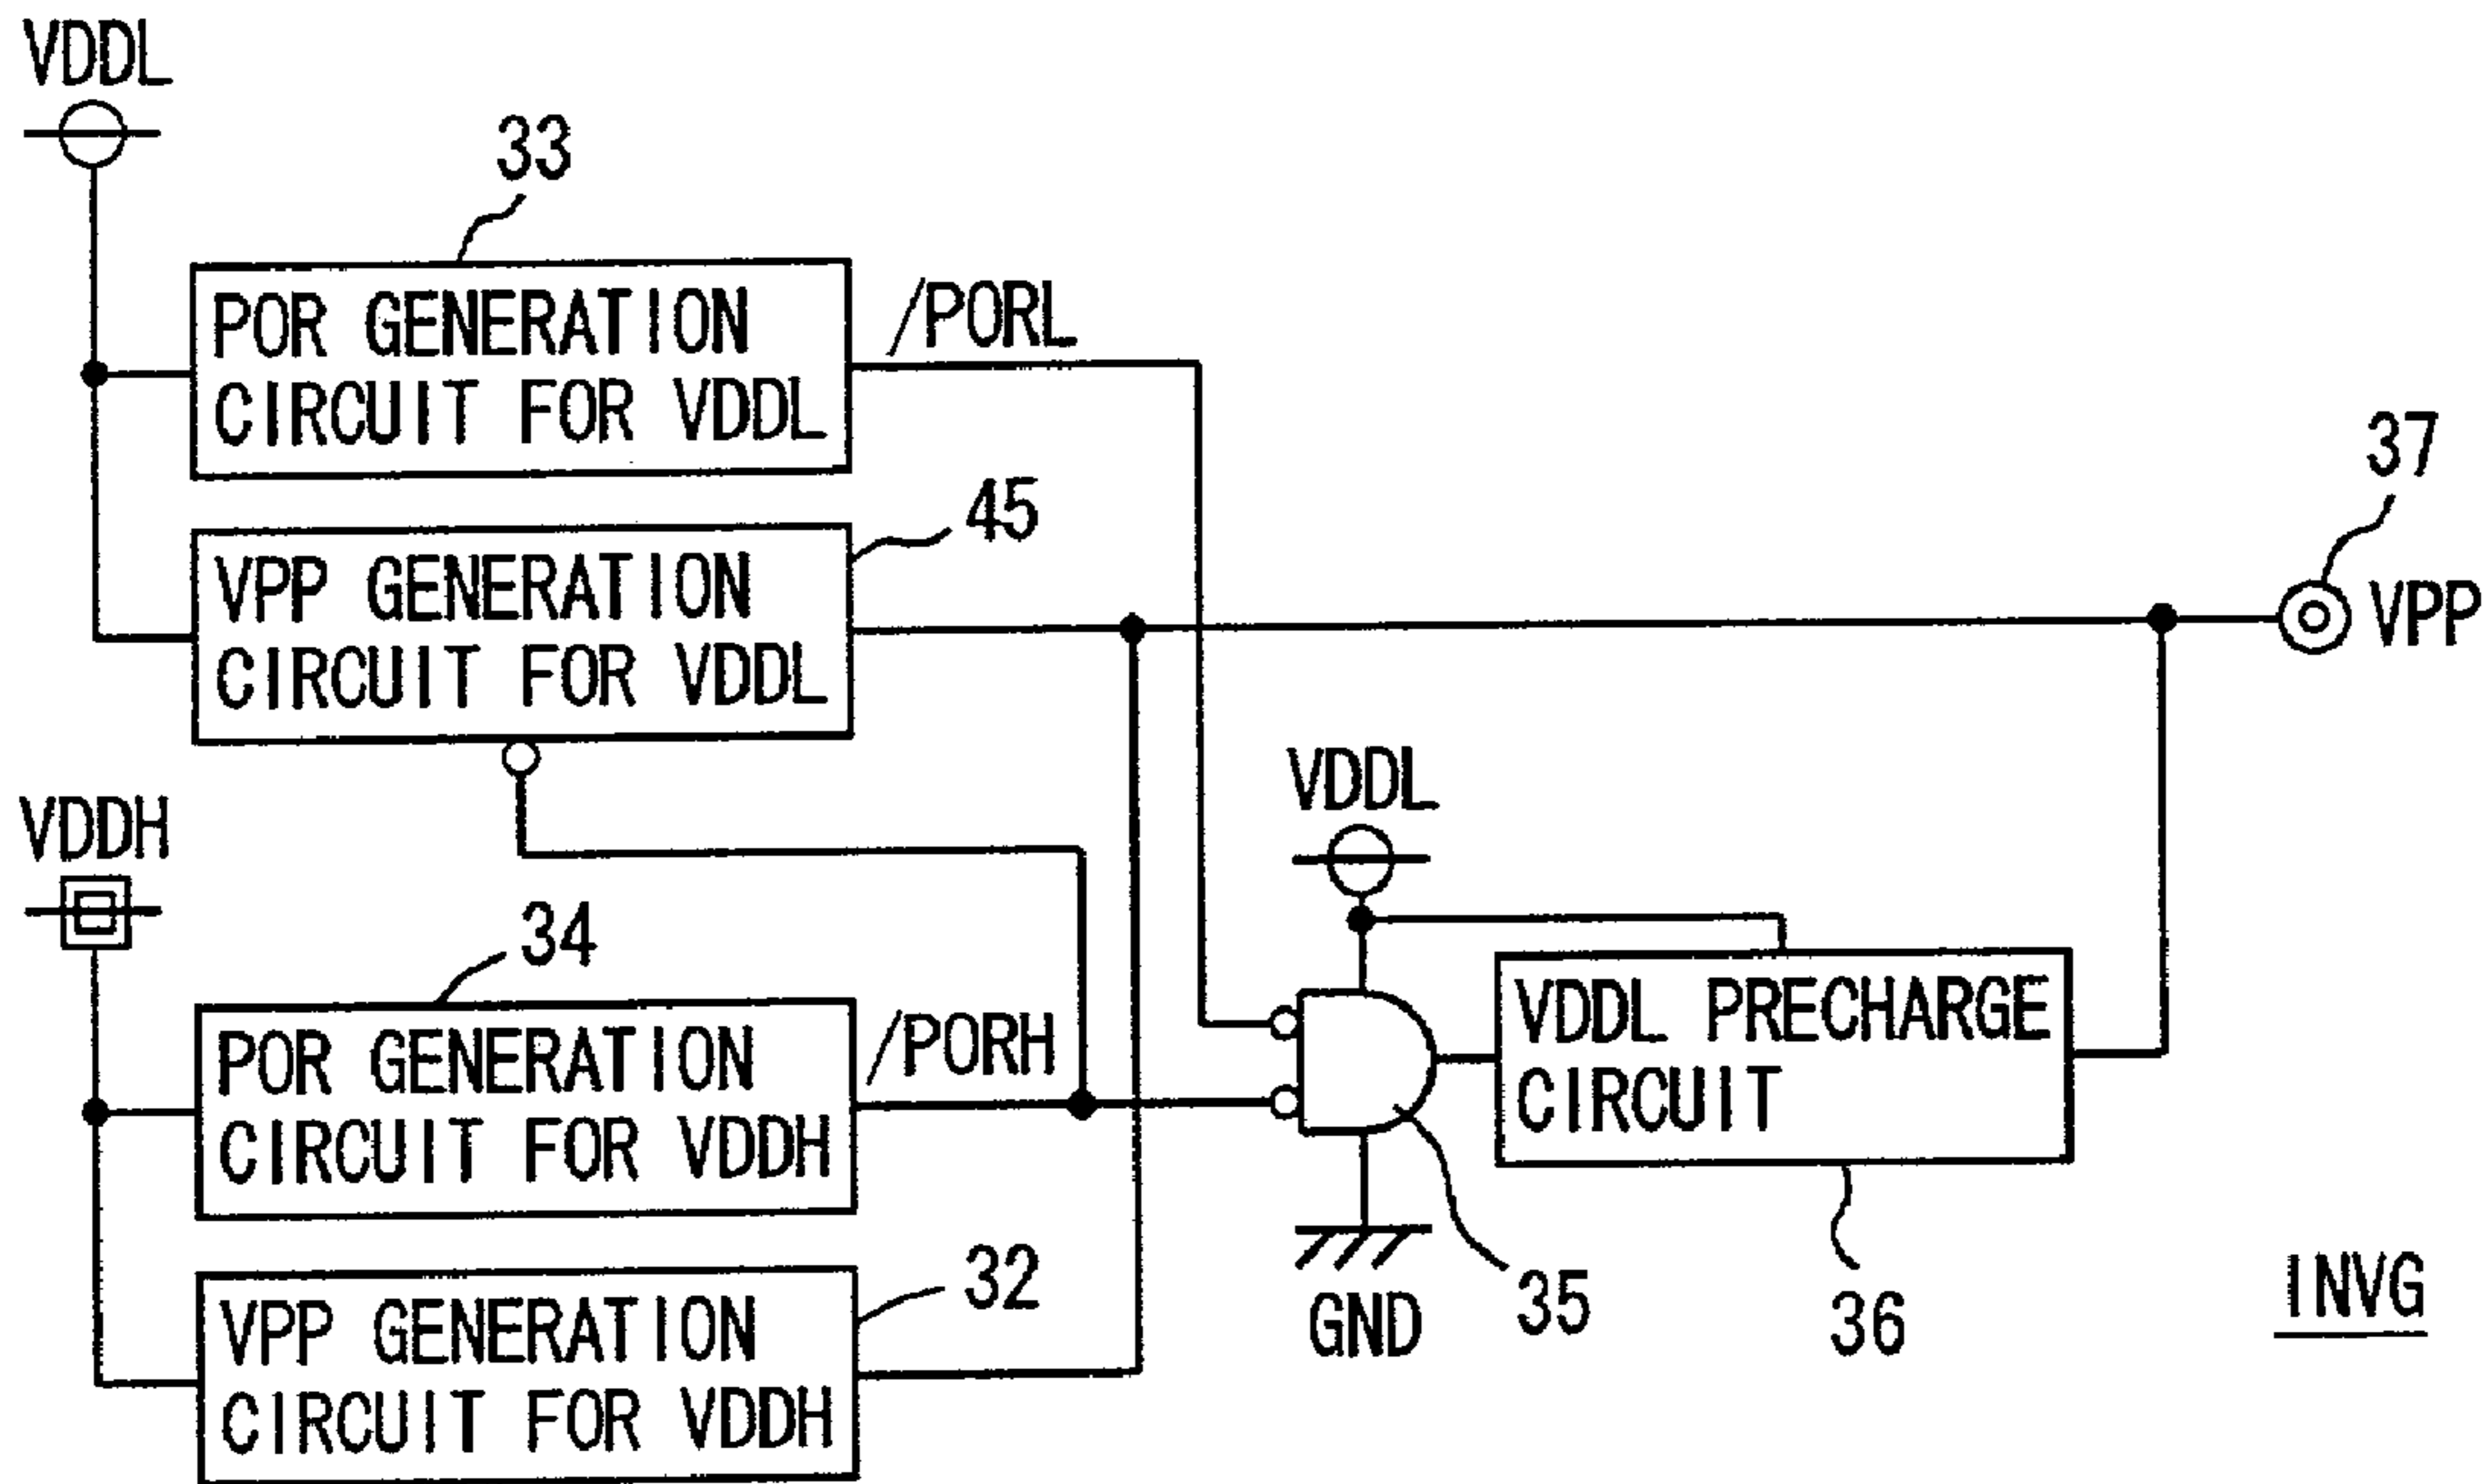 VDDL
33
POR GENERATION
CIRCUIT FOR VDDL
/PORL
37
45
VPP GENERATION
CIRCUIT FOR VDDL
VPP
VDDL
VDDH
34
POR GENERATION
CIRCUIT FOR VDDH
/PORH
VDDL PRECHARGE
CIRCUIT
32
VPP GENERATION
CIRCUIT FOR VDDH
GND
35
36
INVG